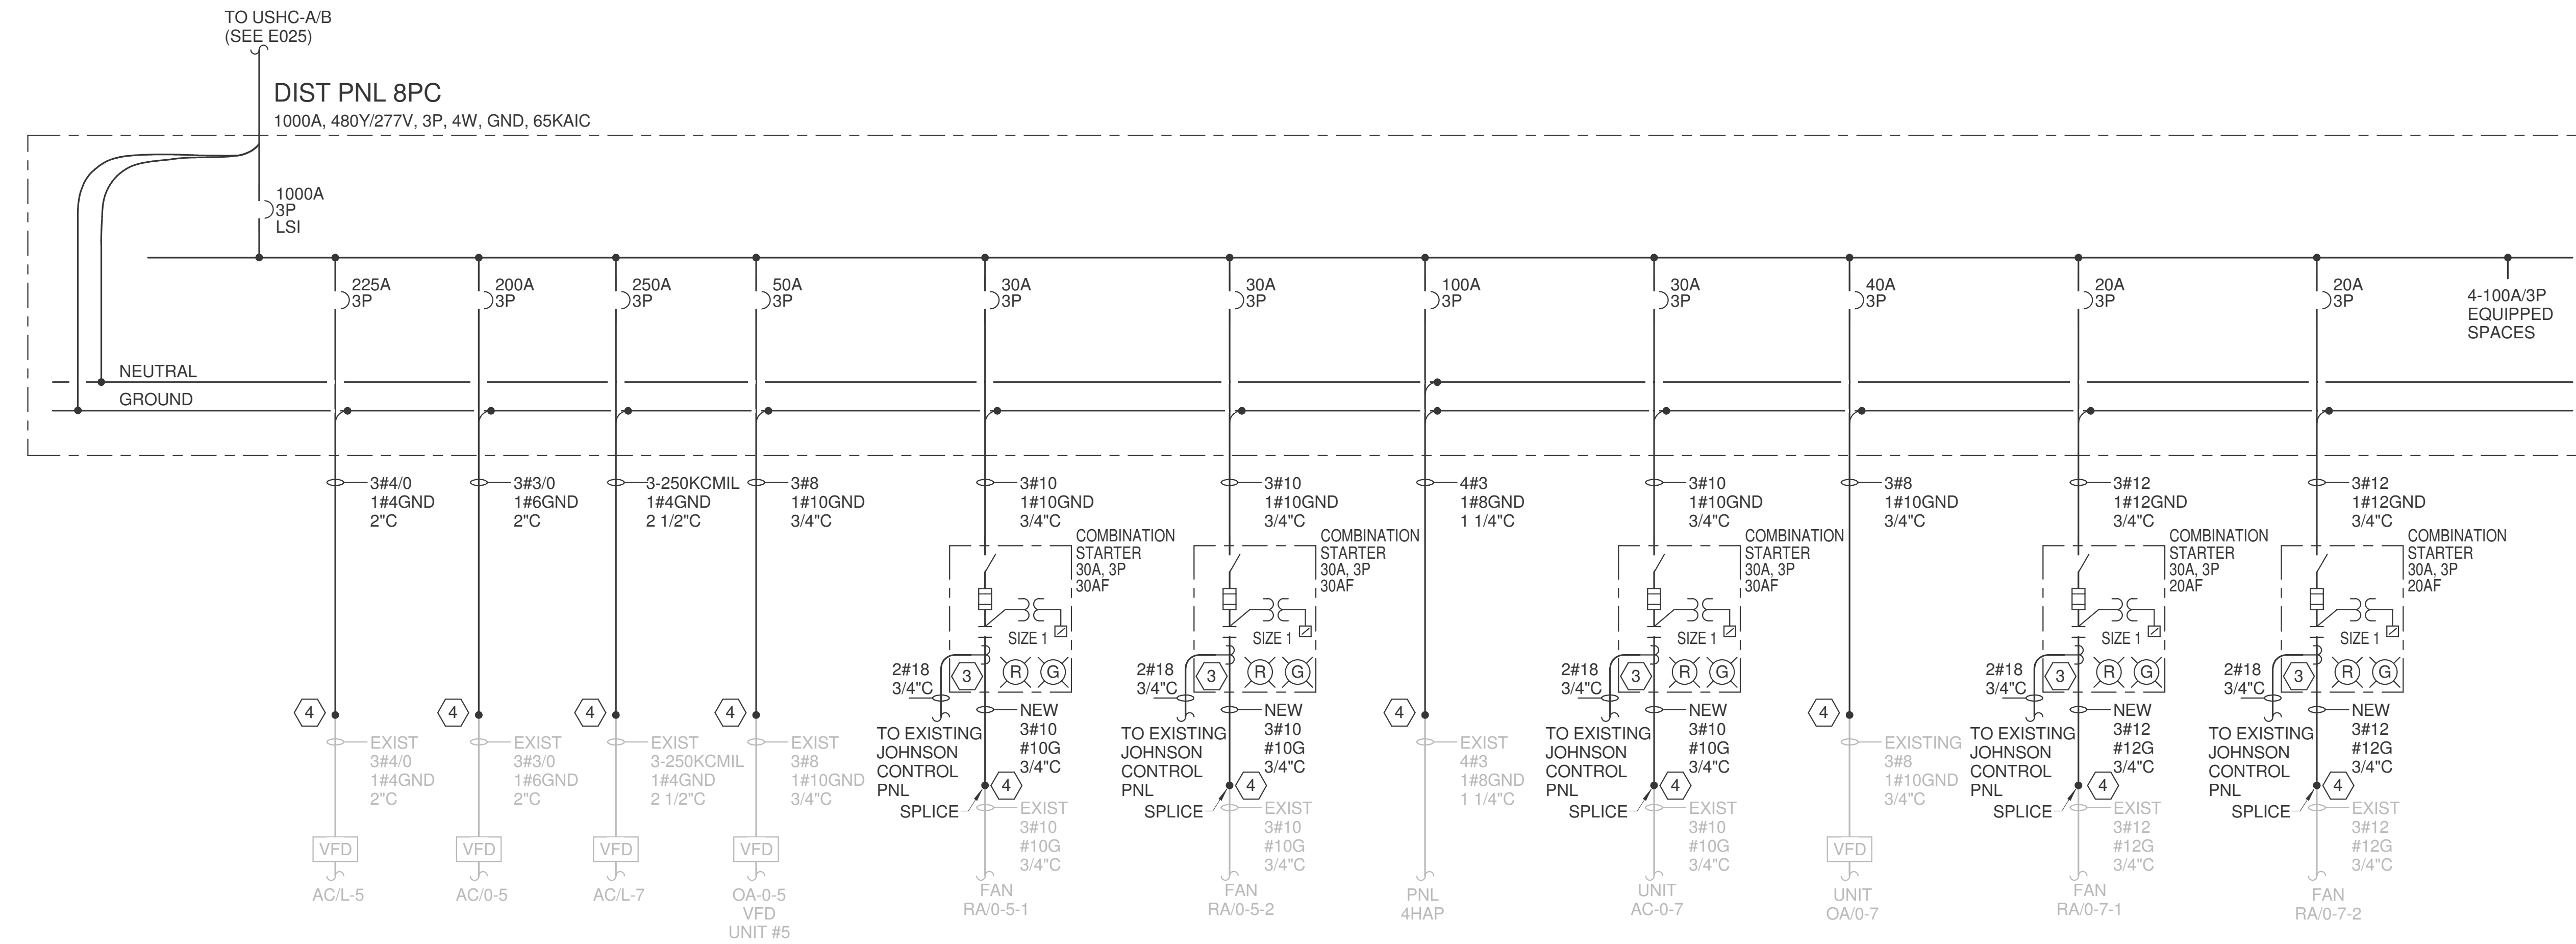 TO USHC-A/B
(SEE E025)
DIST PNL 8PC
1000A, 480Y/277V, 3P, 4W, GND, 65KAIC
1000A
3P
LSI
225A
3P
200A
3P
250A
3P
50A
3P
30A
3P
30A
3P
100A
3P
30A
3P
40A
3P
20A
3P
20A
3P
4-100A/3P
EQUIPPED
SPACES
NEUTRAL
GROUND
3#4/0
1#4GND
2"C
3#3/0
1#6GND
2"C
3-250KCMIL
1#4GND
2 1/2"C
3#8
1#10GND
3/4"C
3#10
1#10GND
3/4"C
3#10
1#10GND
3/4"C
4#3
1#8GND
1 1/4"C
3#10
1#10GND
3/4"C
3#8
1#10GND
3/4"C
3#12
1#12GND
3/4"C
3#12
1#12GND
3/4"C
COMBINATION
STARTER
30A, 3P
30AF
SIZE 1
COMBINATION
STARTER
30A, 3P
30AF
SIZE 1
COMBINATION
STARTER
30A, 3P
30AF
SIZE 1
COMBINATION
STARTER
30A, 3P
20AF
SIZE 1
COMBINATION
STARTER
30A, 3P
20AF
SIZE 1
4
EXIST
3#4/0
1#4GND
2"C
VFD
AC/L-5
4
EXIST
3#3/0
1#6GND
2"C
VFD
AC/0-5
4
EXIST
3-250KCMIL
1#4GND
2 1/2"C
VFD
AC/L-7
4
EXIST
3#8
1#10GND
3/4"C
VFD
OA-0-5
VFD
UNIT #5
2#18
3/4"C
3 R G
TO EXISTING
JOHNSON
CONTROL
PNL
NEW
3#10
#10G
3/4"C
4
SPLICE
EXIST
3#10
#10G
3/4"C
FAN
RA/0-5-1
2#18
3/4"C
3 R G
TO EXISTING
JOHNSON
CONTROL
PNL
NEW
3#10
#10G
3/4"C
4
SPLICE
EXIST
3#10
#10G
3/4"C
FAN
RA/0-5-2
4
EXIST
4#3
1#8GND
1 1/4"C
PNL
4HAP
2#18
3/4"C
3 R G
TO EXISTING
JOHNSON
CONTROL
PNL
NEW
3#10
#10G
3/4"C
4
SPLICE
EXIST
3#10
#10G
3/4"C
UNIT
AC-0-7
4
EXISTING
3#8
1#10GND
3/4"C
VFD
UNIT
OA/0-7
2#18
3/4"C
3 R G
TO EXISTING
JOHNSON
CONTROL
PNL
NEW
3#12
#12G
3/4"C
4
SPLICE
EXIST
3#12
#12G
3/4"C
FAN
RA/0-7-1
2#18
3/4"C
3 R G
TO EXISTING
JOHNSON
CONTROL
PNL
NEW
3#12
#12G
3/4"C
4
SPLICE
EXIST
3#12
#12G
3/4"C
FAN
RA/0-7-2